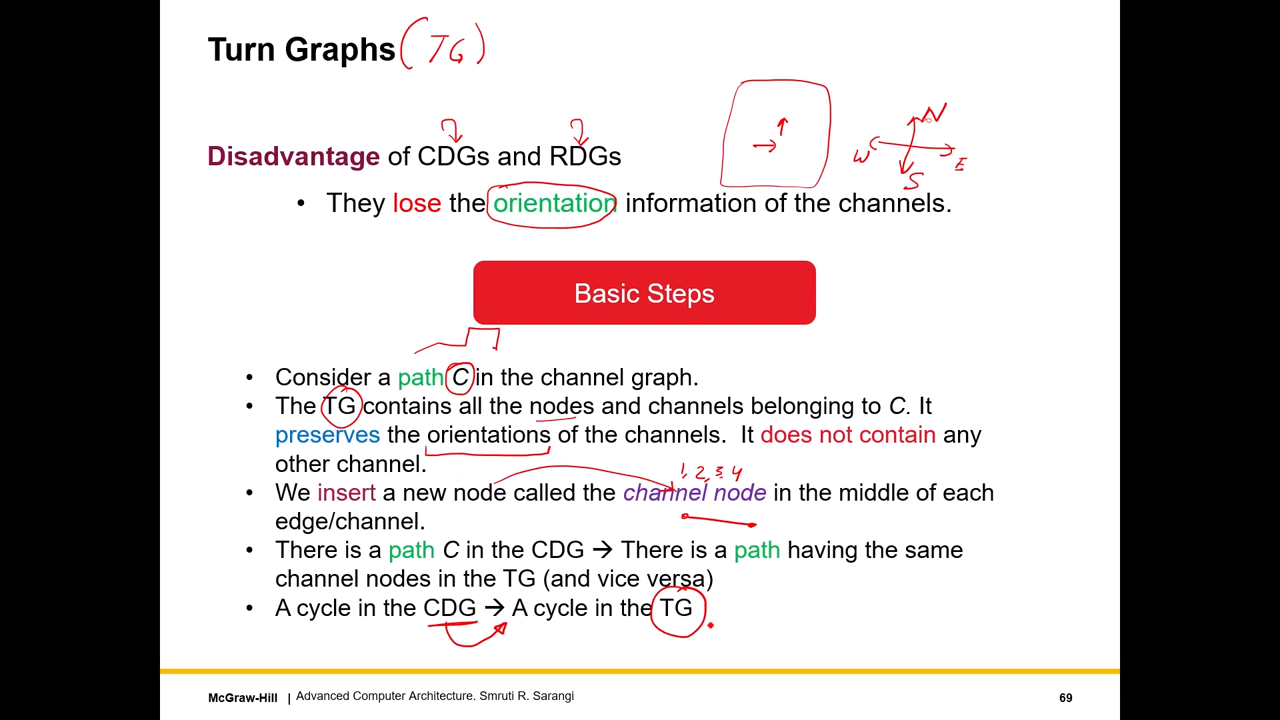 Turn Graphs (TG)
N
W
E
S
Disadvantage of CDGs and RDGs
• They lose the orientation information of the channels.
Basic Steps
• Consider a path C in the channel graph.
• The TG contains all the nodes and channels belonging to C. It
preserves the orientations of the channels. It does not contain any
other channel.
1, 2, 3, 4
• We insert a new node called the channel node in the middle of each
edge/channel.
• There is a path C in the CDG → There is a path having the same
channel nodes in the TG (and vice versa)
• A cycle in the CDG → A cycle in the TG
McGraw-Hill | Advanced Computer Architecture. Smruti R. Sarangi
69